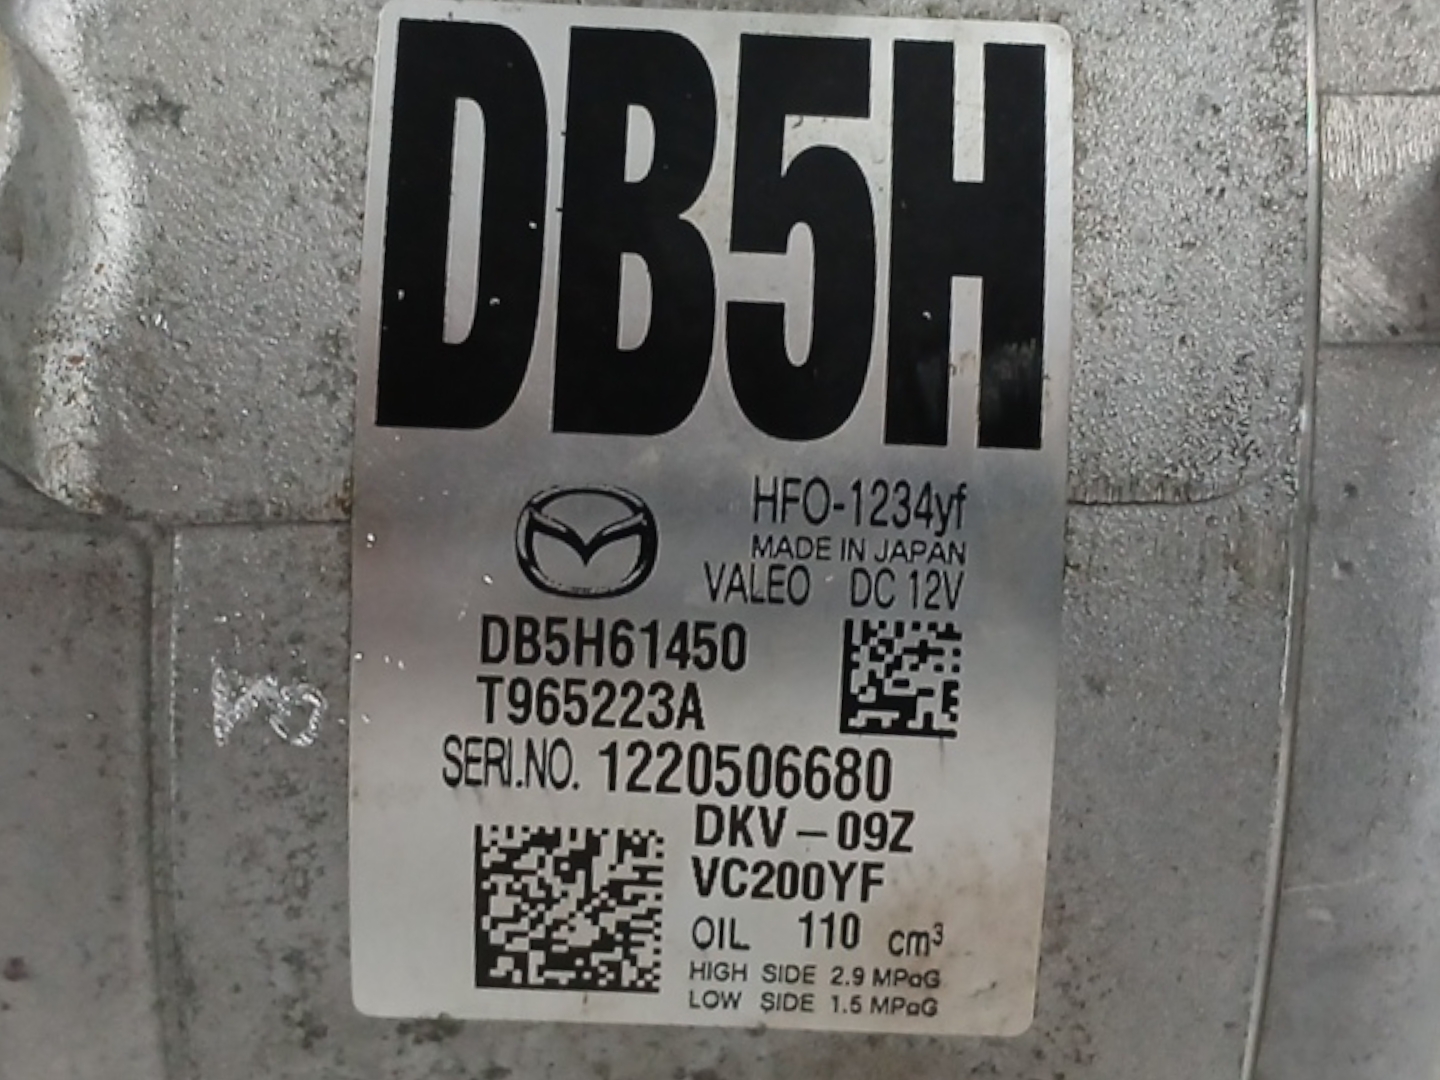 DB5H
HFO-1234yf
MADE IN JAPAN
VALEO DC 12V
DB5H61450
T965223A
SERI.NO. 1220506680
DKV-09Z
VC200YF
OIL 110 cm³
HIGH SIDE 2.9 MPaG
LOW SIDE 1.5 MPaG